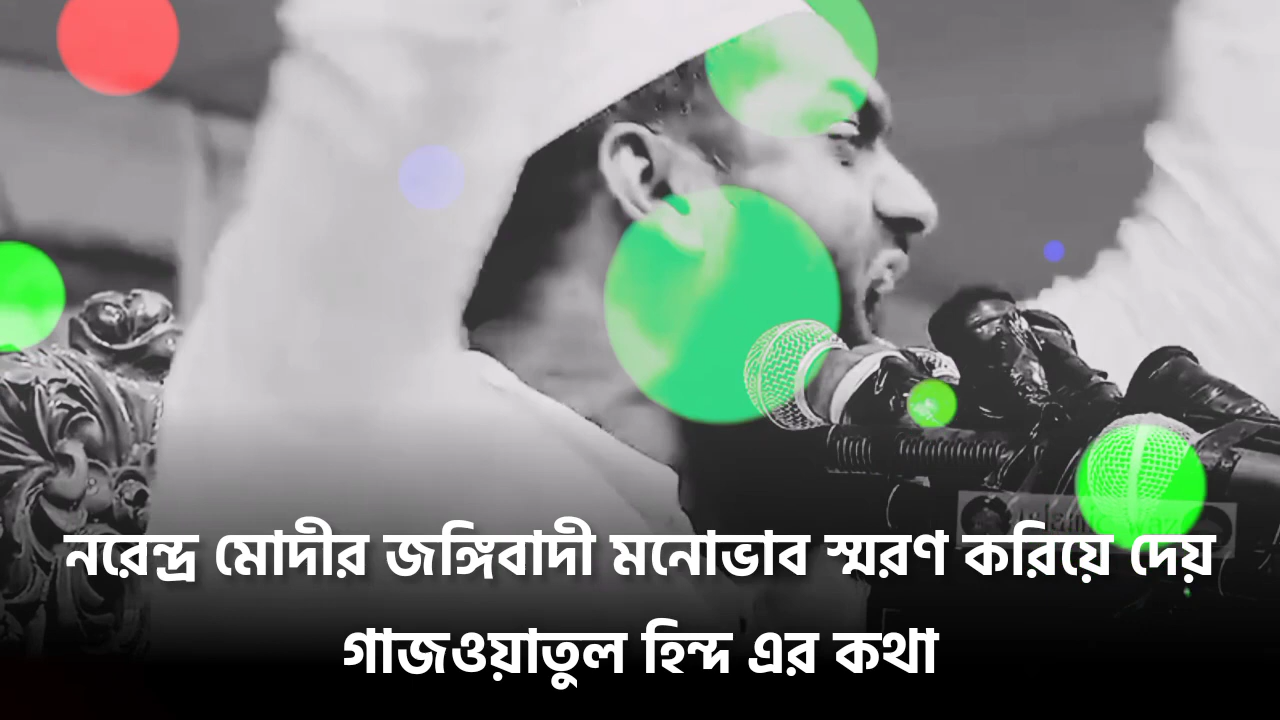 নরেন্দ্র মোদীর জঙ্গিবাদী মনোভাব স্মরণ করিয়ে দেয়
গাজওয়াতুল হিন্দ এর কথা